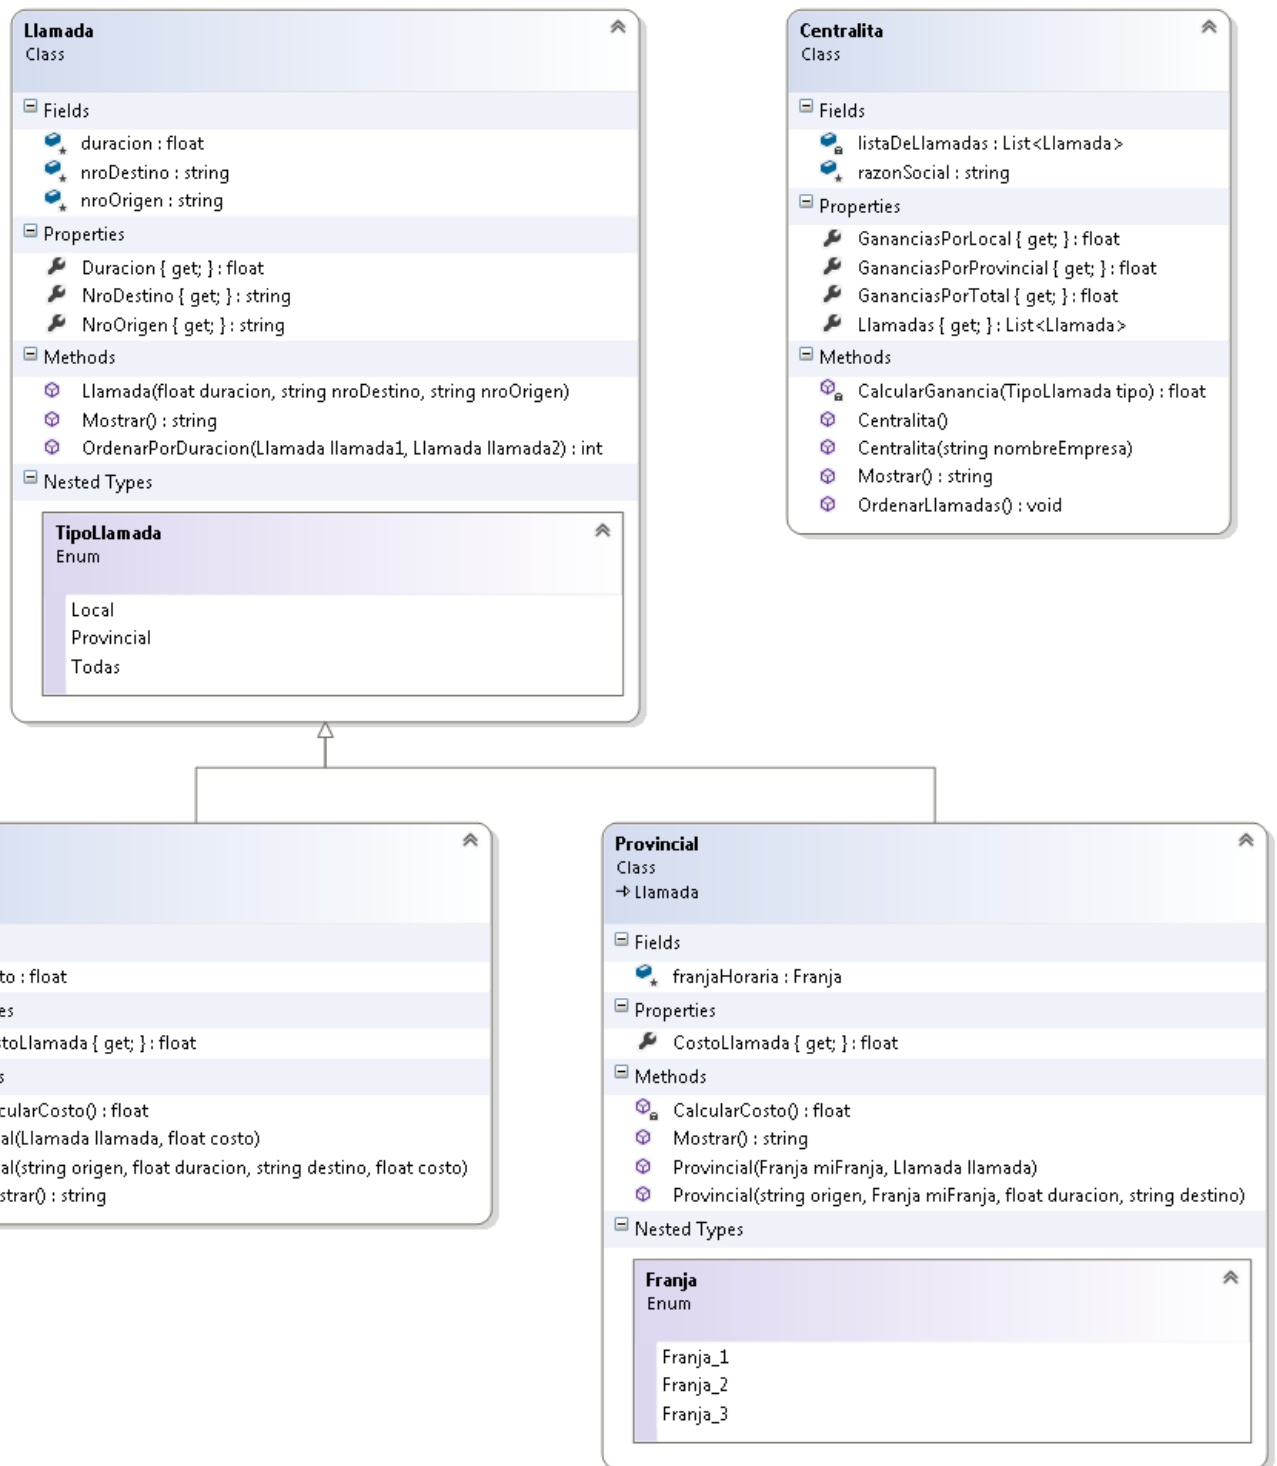 Llamada
Class
Fields
duracion : float
nroDestino : string
nroOrigen : string
Properties
Duracion { get; } : float
NroDestino { get; } : string
NroOrigen { get; } : string
Methods
Llamada(float duracion, string nroDestino, string nroOrigen)
Mostrar() : string
OrdenarPorDuracion(Llamada llamada1, Llamada llamada2) : int
Nested Types
TipoLlamada
Enum
Local
Provincial
Todas
Centralita
Class
Fields
listaDeLlamadas : List<Llamada>
razonSocial : string
Properties
GananciasPorLocal { get; } : float
GananciasPorProvincial { get; } : float
GananciasPorTotal { get; } : float
Llamadas { get; } : List<Llamada>
Methods
CalcularGanancia(TipoLlamada tipo) : float
Centralita()
Centralita(string nombreEmpresa)
Mostrar() : string
OrdenarLlamadas() : void
to : float
es
stoLlamada { get; } : float
s
cularCosto() : float
al(Llamada llamada, float costo)
al(string origen, float duracion, string destino, float costo)
strar() : string
Provincial
Class
Llamada
Fields
franjaHoraria : Franja
Properties
CostoLlamada { get; } : float
Methods
CalcularCosto() : float
Mostrar() : string
Provincial(Franja miFranja, Llamada llamada)
Provincial(string origen, Franja miFranja, float duracion, string destino)
Nested Types
Franja
Enum
Franja_1
Franja_2
Franja_3